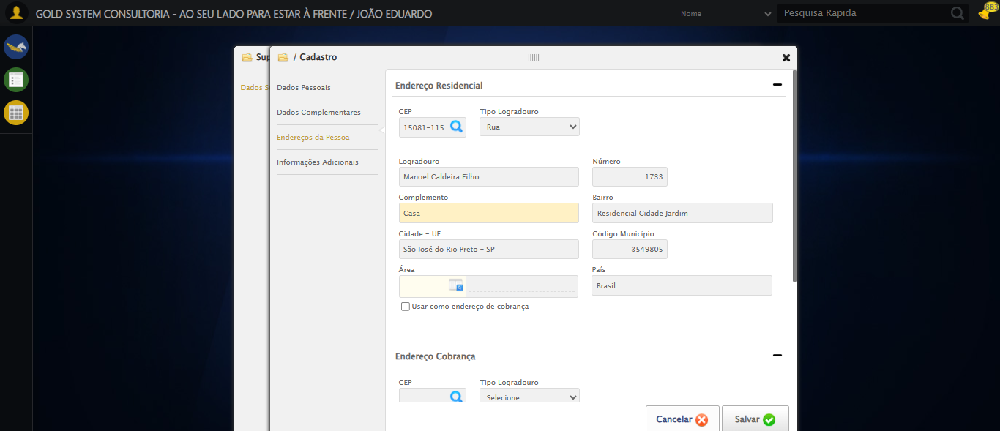 GOLD SYSTEM CONSULTORIA - AO SEU LADO PARA ESTAR À FRENTE / JOÃO EDUARDO
Nome
Pesquisa Rapida
883
Sup
/ Cadastro
Dados S
Dados Pessoais
Dados Complementares
Endereços da Pessoa
Informações Adicionais
Endereço Residencial
CEP
Tipo Logradouro
15081-115
Rua
Logradouro
Número
Manoel Caldeira Filho
1733
Complemento
Bairro
Casa
Residencial Cidade Jardim
Cidade - UF
Código Município
São José do Rio Preto - SP
3549805
Área
País
Brasil
Usar como endereço de cobrança
Endereço Cobrança
CEP
Tipo Logradouro
Selecione
Cancelar
Salvar